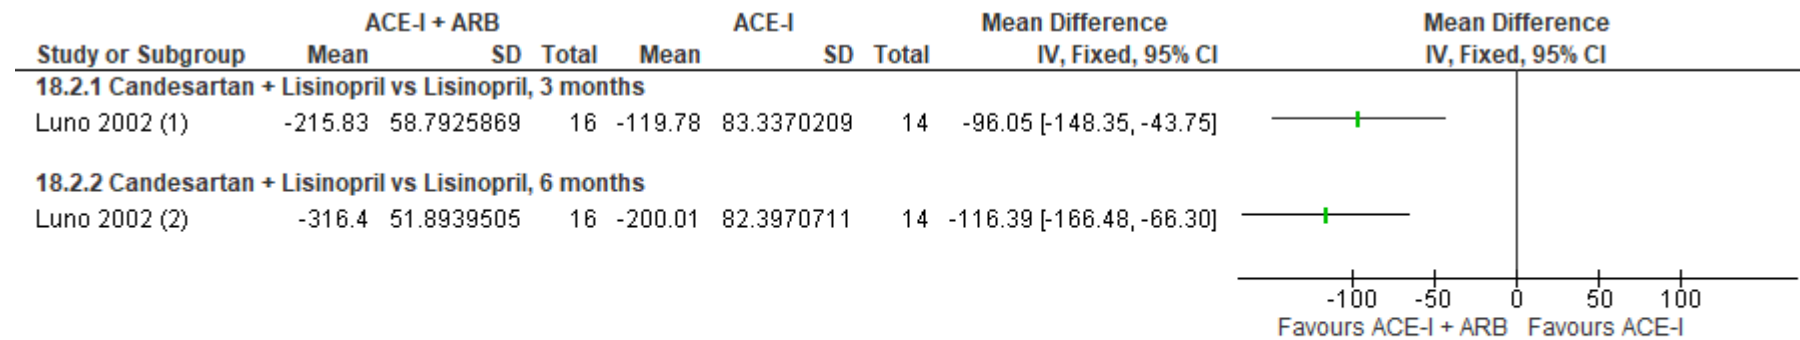 ACE-I + ARB ACE-I Mean Difference Mean Difference
Study or Subgroup Mean SD Total Mean SD Total IV, Fixed, 95% CI IV, Fixed, 95% CI
18.2.1 Candesartan + Lisinopril vs Lisinopril, 3 months
Luno 2002 (1) -215.83 58.7925869 16 -119.78 83.3370209 14 -96.05 [-148.35, -43.75]
18.2.2 Candesartan + Lisinopril vs Lisinopril, 6 months
Luno 2002 (2) -316.4 51.8939505 16 -200.01 82.3970711 14 -116.39 [-166.48, -66.30]
-100 -50 0 50 100
Favours ACE-I + ARB Favours ACE-I